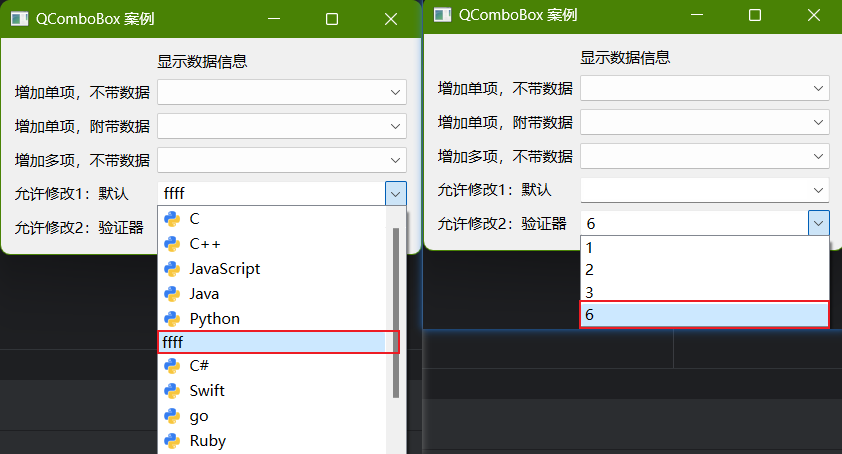 QComboBox 案例
显示数据信息
增加单项，不带数据
增加单项，附带数据
增加多项，不带数据
允许修改1：默认 ffff
允许修改2：验证器
C
C++
JavaScript
Java
Python
ffff
C#
Swift
go
Ruby
QComboBox 案例
显示数据信息
增加单项，不带数据
增加单项，附带数据
增加多项，不带数据
允许修改1：默认
允许修改2：验证器 6
1
2
3
6